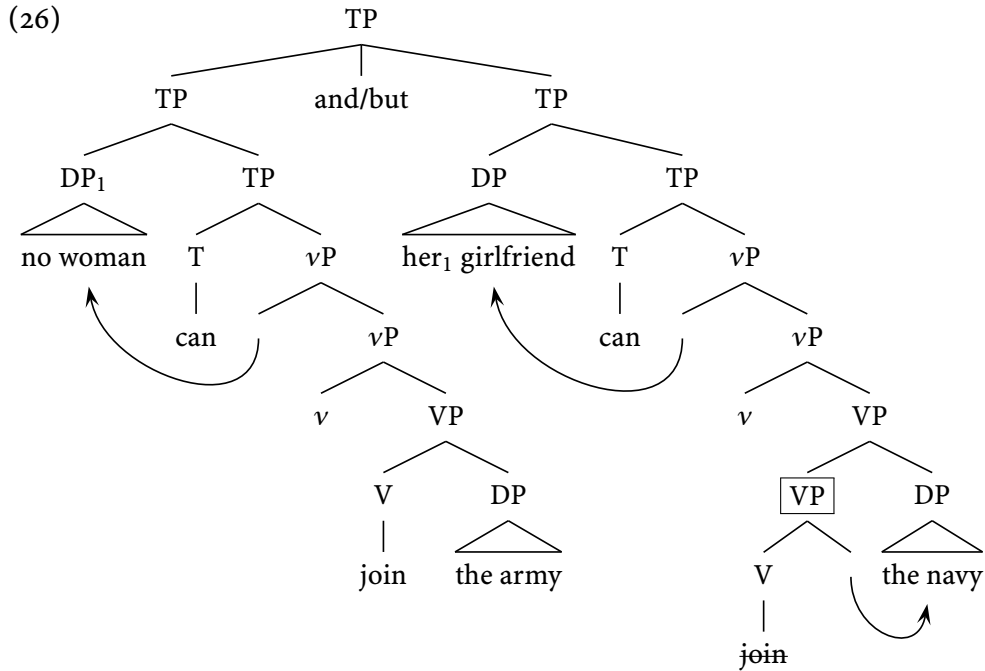 (26) TP
TP and/but TP
DP₁ TP DP TP
no woman T vP her₁ girlfriend T vP
can vP can vP
v VP v VP
V DP VP DP
join the army V the navy
join